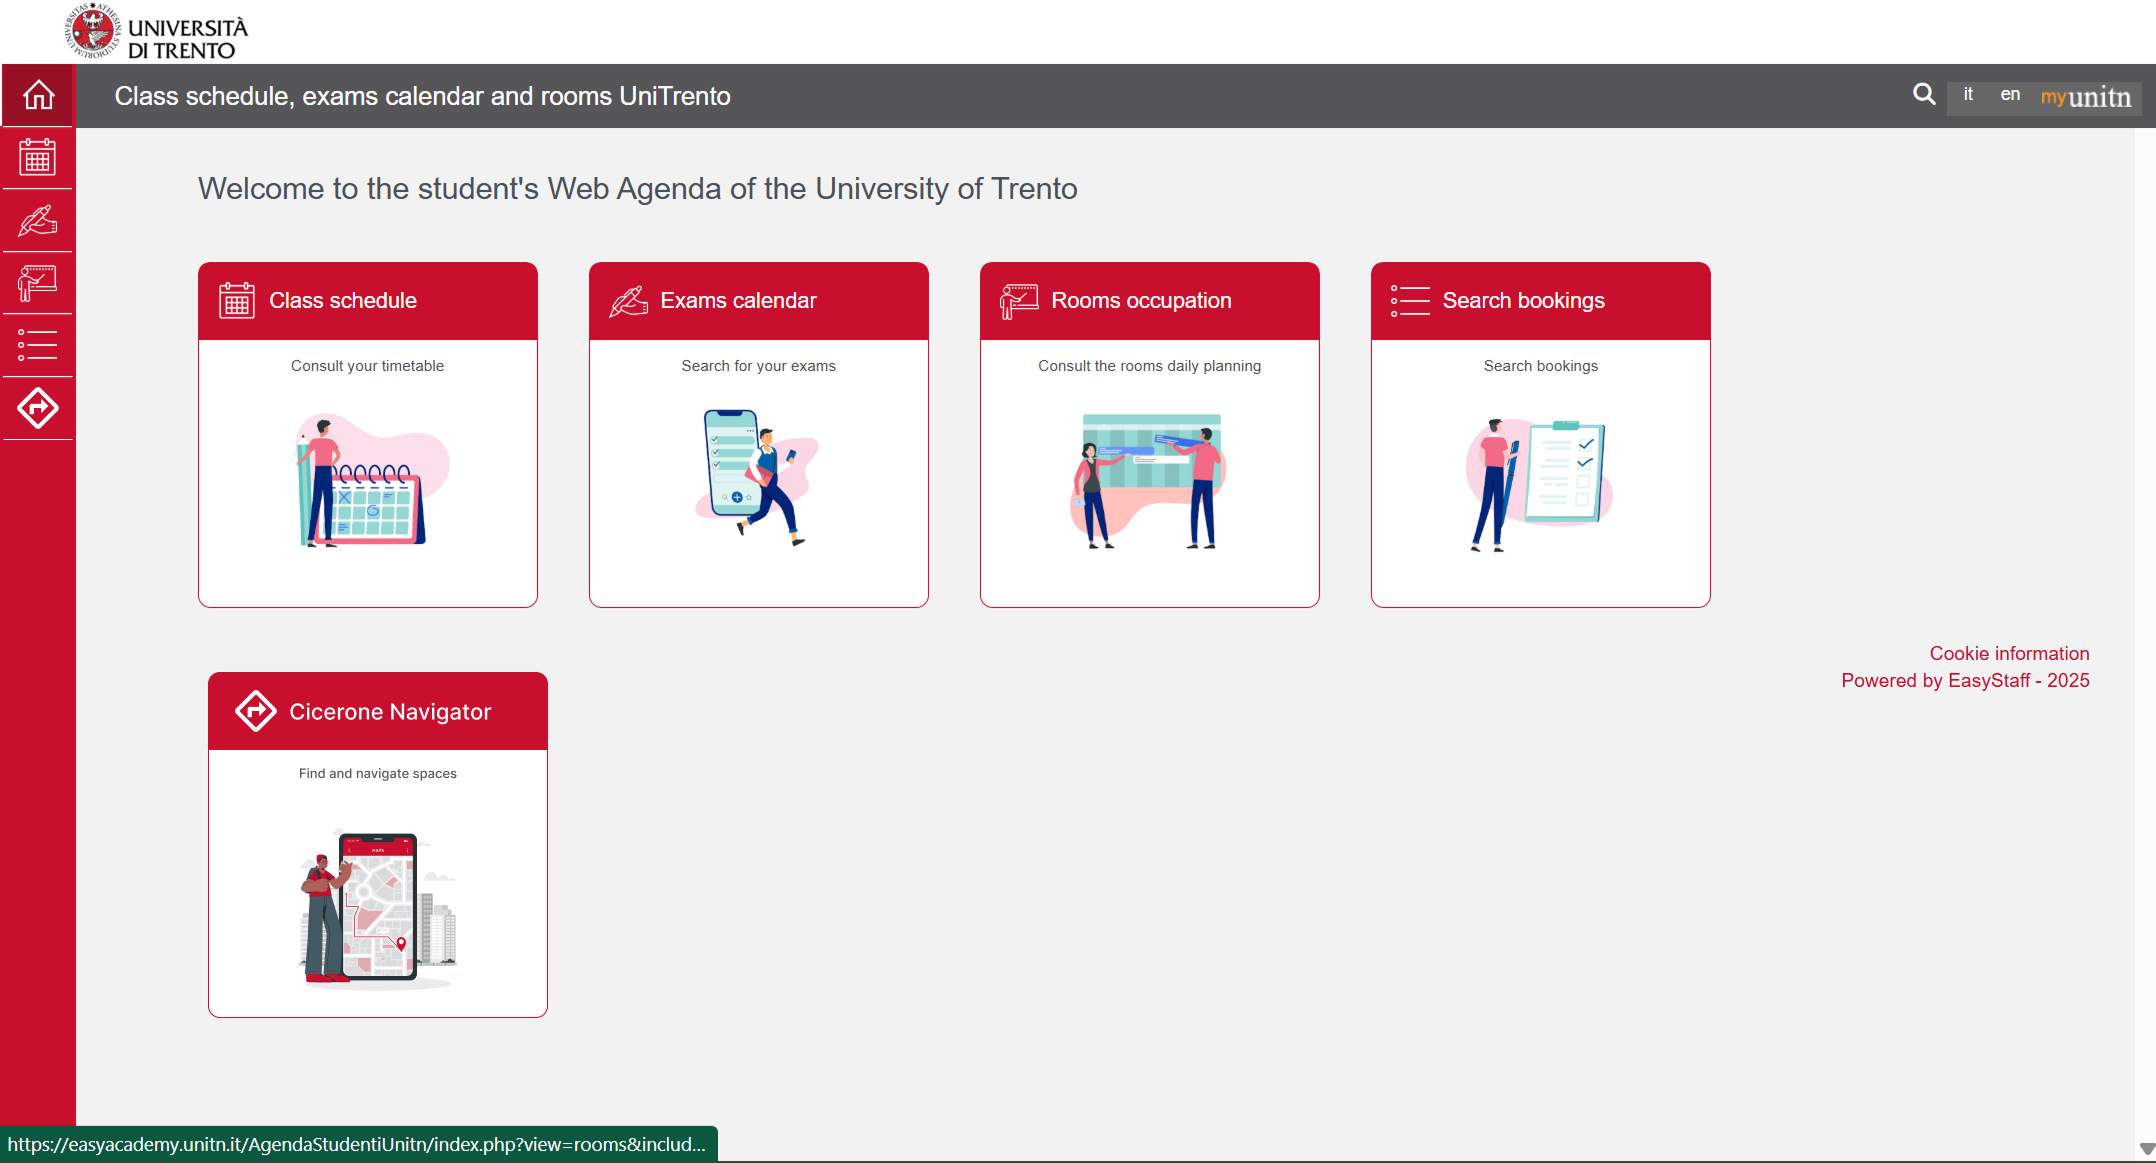 UNIVERSITÀ
DI TRENTO
Class schedule, exams calendar and rooms UniTrento
it en myunitn
Welcome to the student's Web Agenda of the University of Trento
Class schedule
Consult your timetable
Exams calendar
Search for your exams
Rooms occupation
Consult the rooms daily planning
Search bookings
Search bookings
Cookie information
Powered by EasyStaff - 2025
Cicerone Navigator
Find and navigate spaces
MAPS
https://easyacademy.unitn.it/AgendaStudentiUnitn/index.php?view=rooms&includ...